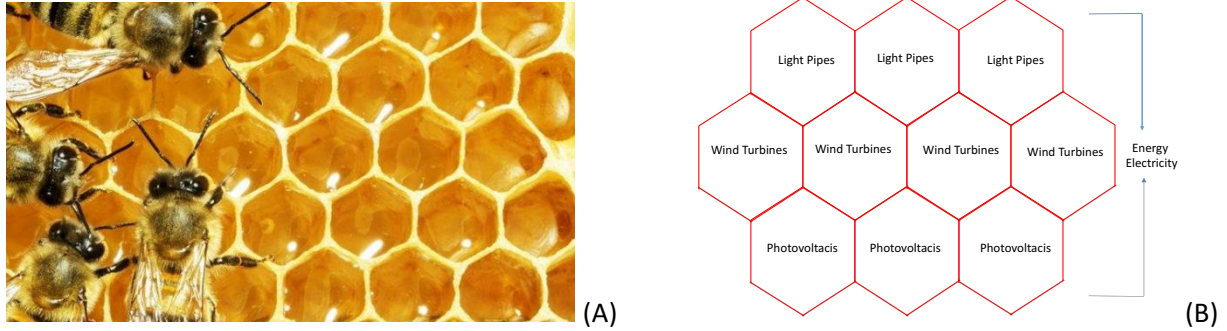 Light Pipes Light Pipes Light Pipes
Wind Turbines Wind Turbines Wind Turbines Wind Turbines
Energy
Electricity
Photovoltacis Photovoltacis Photovoltacis
(A) (B)